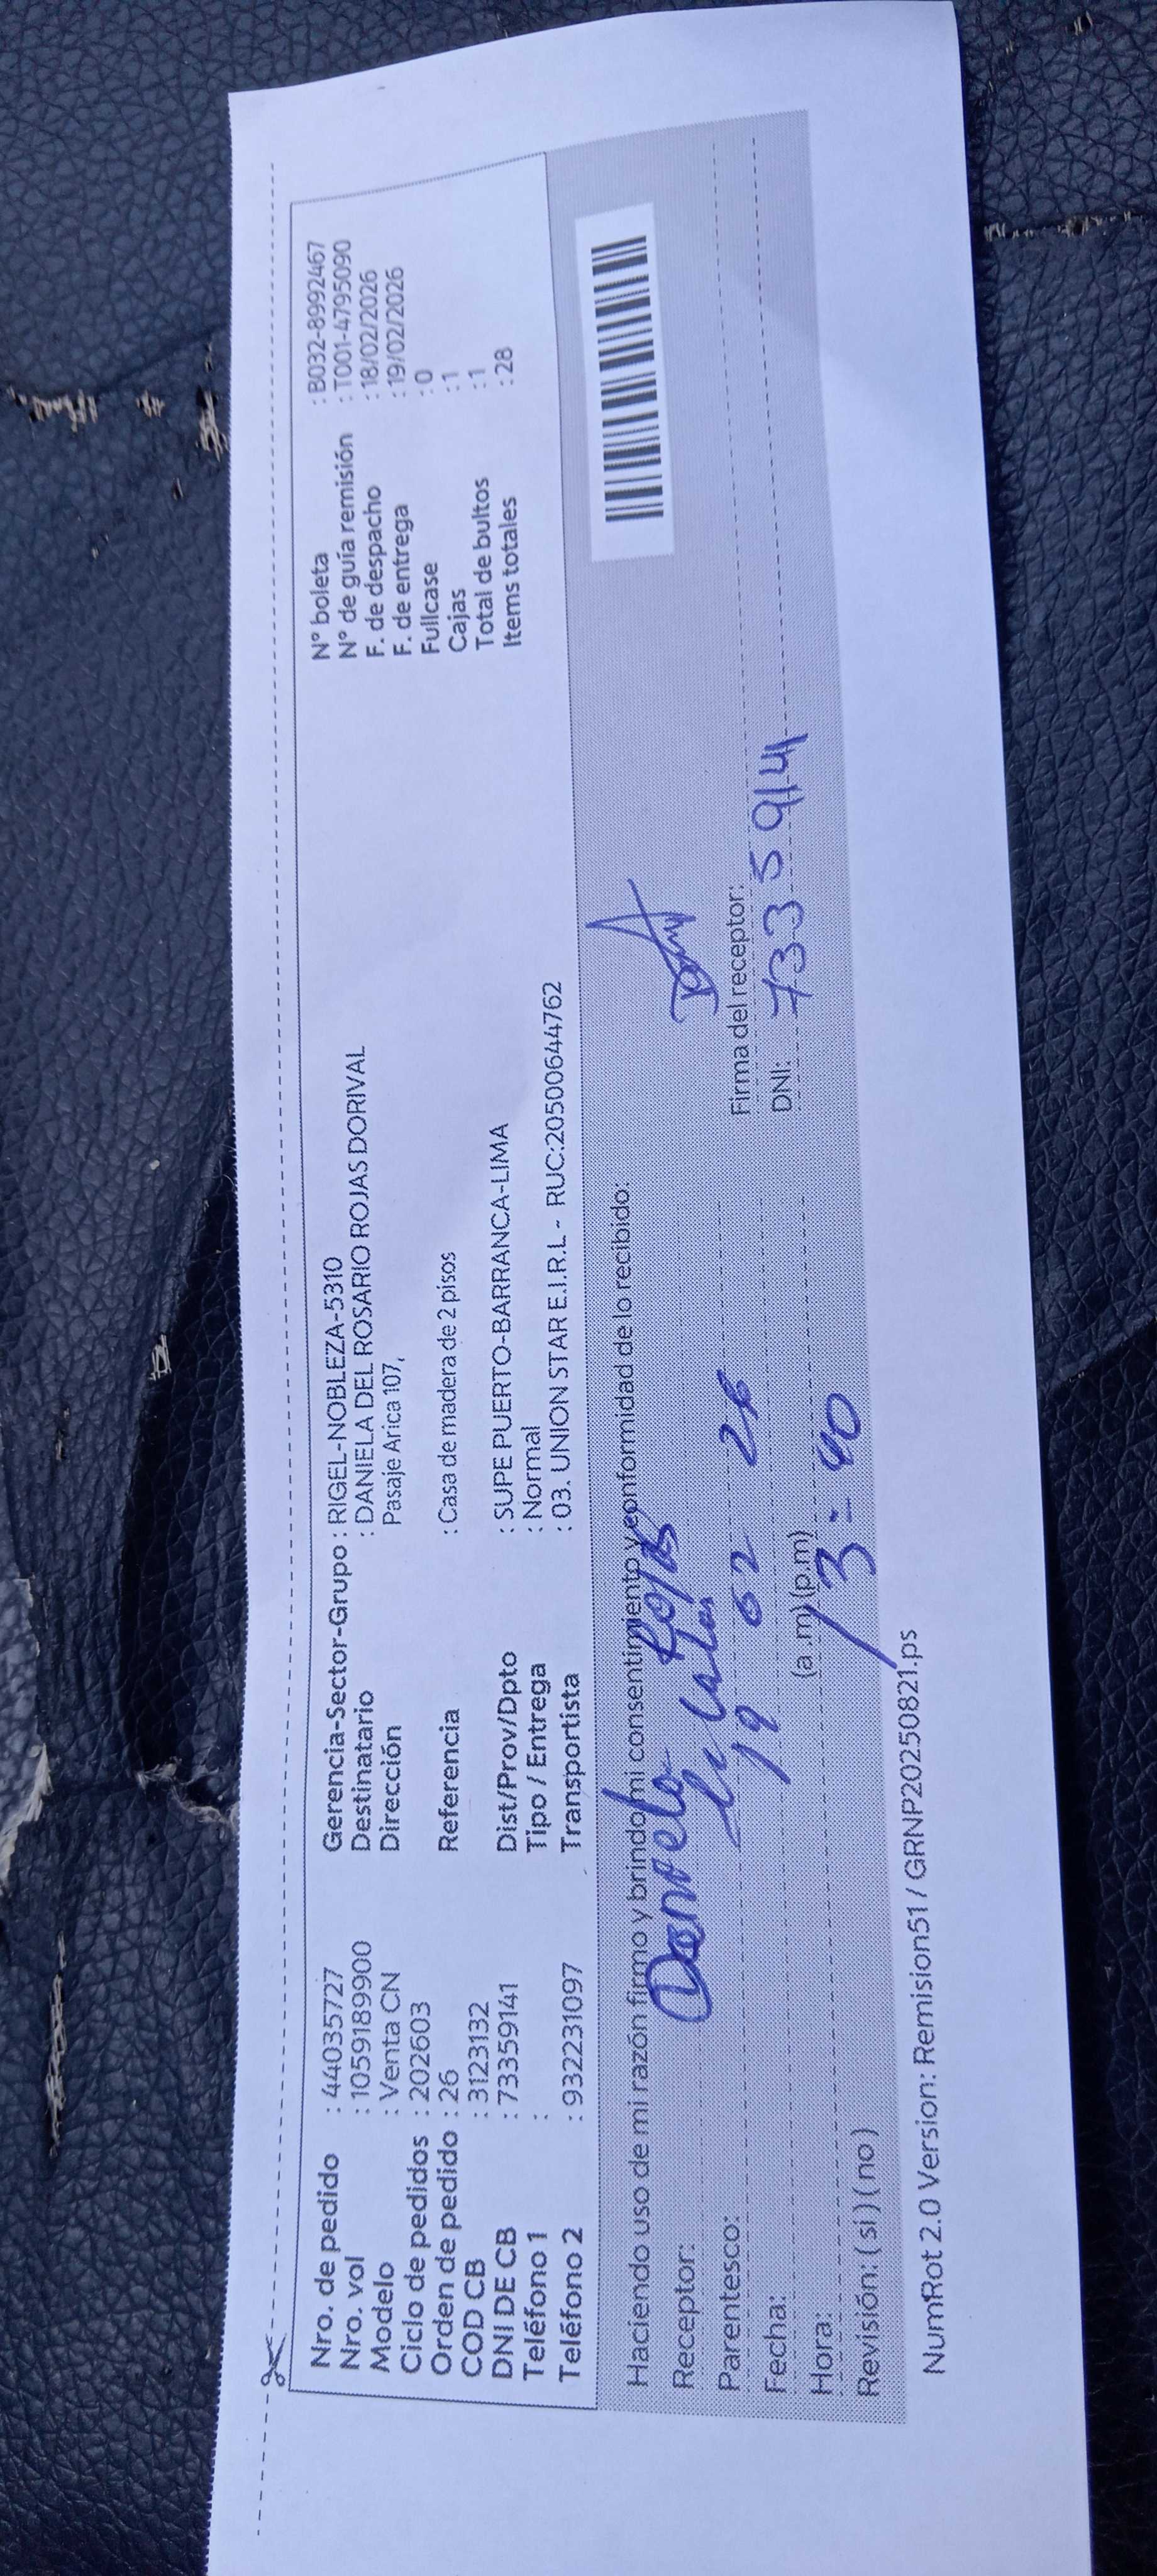 Nro. de pedido : 44035727
Nro. vol : 1059189900
Modelo : Venta CN
Ciclo de pedidos : 202603
Orden de pedido : 26
COD CB : 3123132
DNI DE CB : 73359141
Teléfono 1 :
Teléfono 2 : 932231097
Gerencia-Sector-Grupo : RIGEL-NOBLEZA-5310
Destinatario : DANIELA DEL ROSARIO ROJAS DORIVAL
Dirección Pasaje Arica 107,
Referencia : Casa de madera de 2 pisos
Dist/Prov/Dpto : SUPE PUERTO-BARRANCA-LIMA
Tipo / Entrega : Normal
Transportista : 03. UNION STAR E.I.R.L - RUC:20500644762
N° boleta : B032-8992467
N° de guía remisión : T001-4795090
F. de despacho : 18/02/2026
F. de entrega : 19/02/2026
Fullcase : 0
Cajas : 1
Total de bultos : 1
Items totales : 28
Haciendo uso de mi razón firmo y brindo mi consentimiento y conformidad de lo recibido:
Receptor: Daniela Rojas
Parentesco:
Fecha: 19 02 26
Hora: (a.m) (p.m) 3:40
Revisión: ( si ) ( no )
Firma del receptor:
DNI: 7335914
NumRot 2.0 Version: Remision51 / GRNP20250821.ps